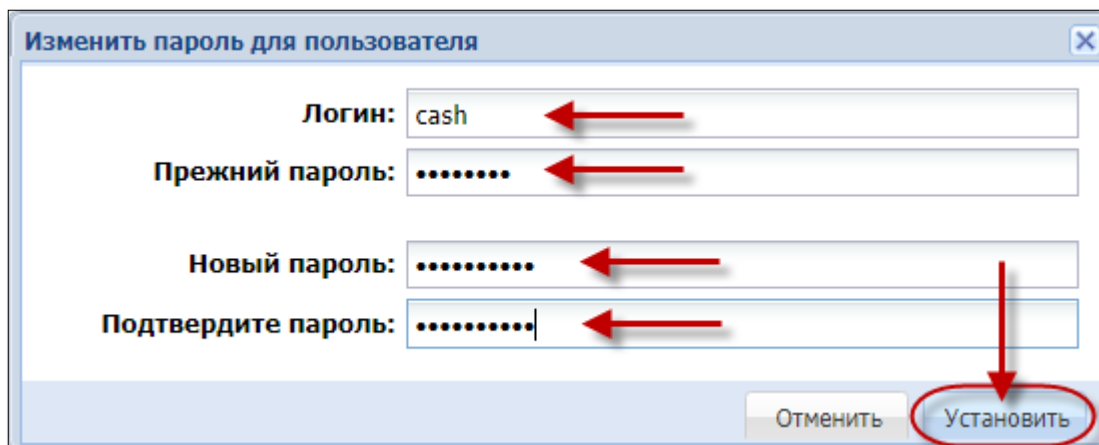 Изменить пароль для пользователя
Логин: cash
Прежний пароль: ••••••••
Новый пароль: ••••••••••
Подтвердите пароль: ••••••••••
Отменить Установить